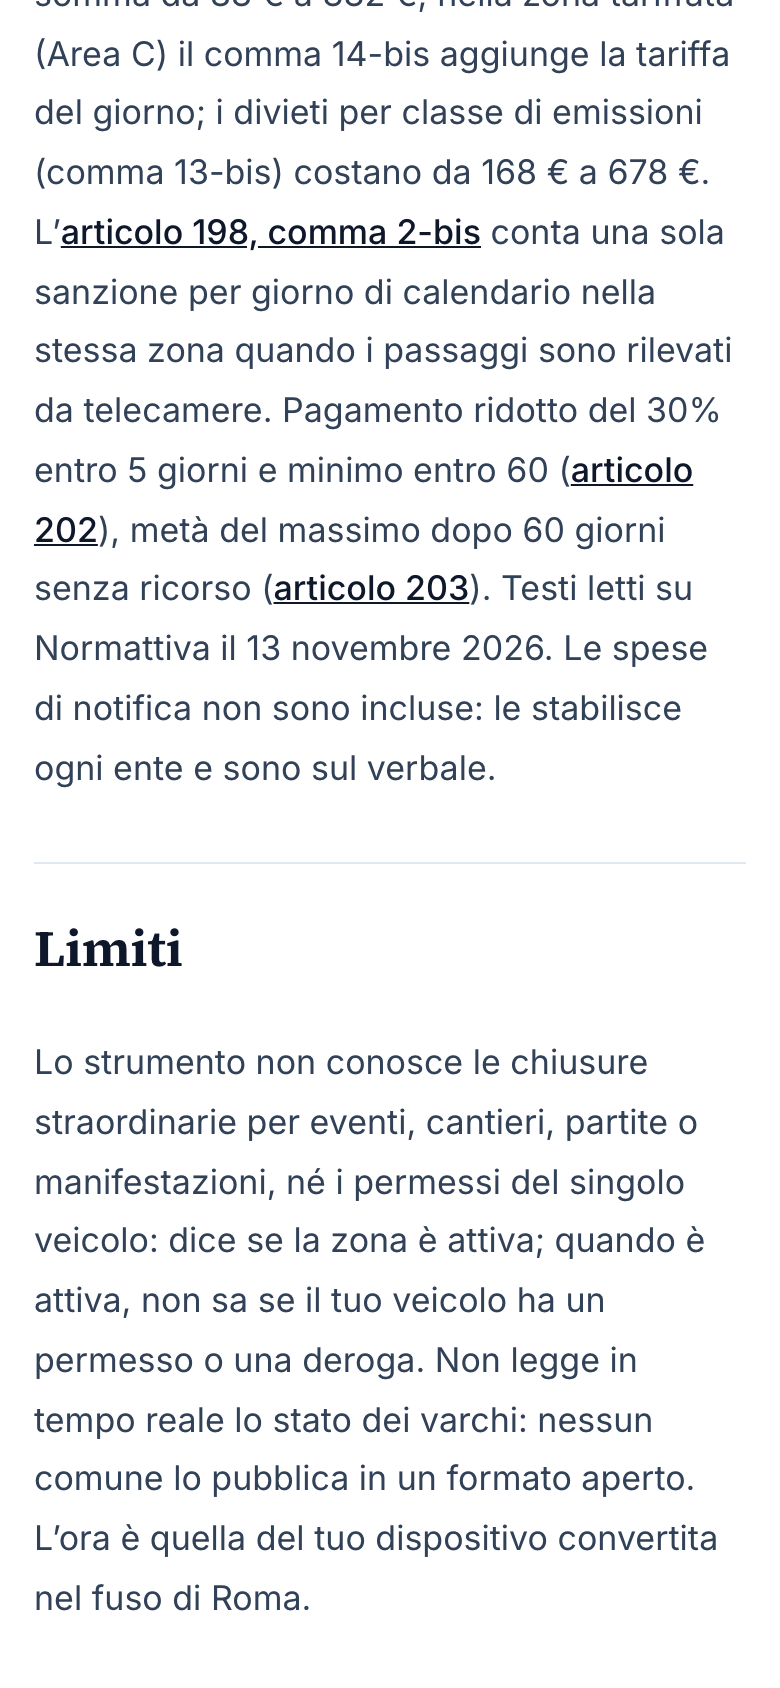 (Area C) il comma 14-bis aggiunge la tariffa
del giorno; i divieti per classe di emissioni
(comma 13-bis) costano da 168 € a 678 €.
L’articolo 198, comma 2-bis conta una sola
sanzione per giorno di calendario nella
stessa zona quando i passaggi sono rilevati
da telecamere. Pagamento ridotto del 30%
entro 5 giorni e minimo entro 60 (articolo
202), metà del massimo dopo 60 giorni
senza ricorso (articolo 203). Testi letti su
Normattiva il 13 novembre 2026. Le spese
di notifica non sono incluse: le stabilisce
ogni ente e sono sul verbale.
Limiti
Lo strumento non conosce le chiusure
straordinarie per eventi, cantieri, partite o
manifestazioni, né i permessi del singolo
veicolo: dice se la zona è attiva; quando è
attiva, non sa se il tuo veicolo ha un
permesso o una deroga. Non legge in
tempo reale lo stato dei varchi: nessun
comune lo pubblica in un formato aperto.
L’ora è quella del tuo dispositivo convertita
nel fuso di Roma.